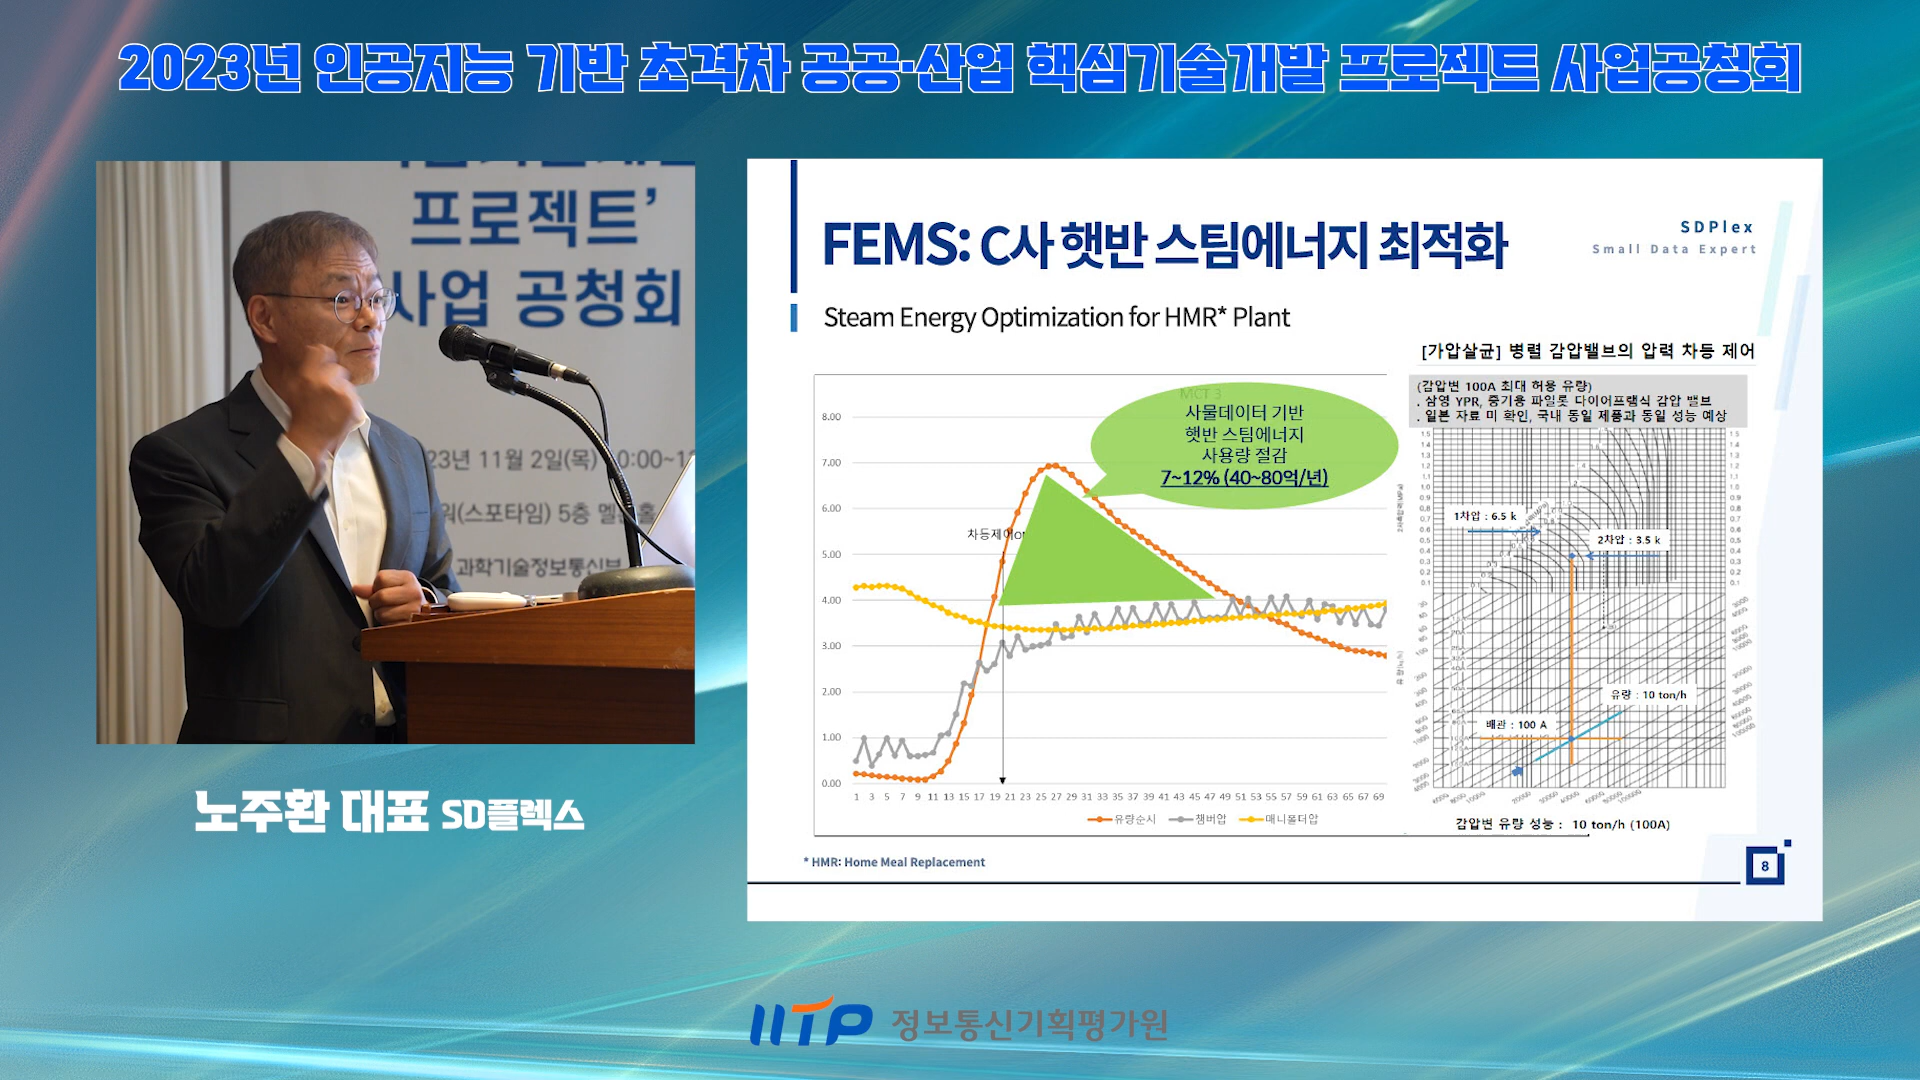 2023년 인공지능 기반 초격차 공공·산업 핵심기술개발 프로젝트 사업공청회
프로젝트’
사업 공청회
23년 11월 2일(목)
(스포타임) 5층
과학기술정보통신부
노주환 대표 SD플렉스
FEMS: C사 햇반 스팀에너지 최적화
SDPlex
Small Data Expert
Steam Energy Optimization for HMR* Plant
MCT 3
사물데이터 기반
햇반 스팀에너지
사용량 절감
7~12% (40~80억/년)
차등제어on
8.00
7.00
6.00
5.00
4.00
3.00
2.00
1.00
0.00
1 3 5 7 9 11 13 15 17 19 21 23 25 27 29 31 33 35 37 39 41 43 45 47 49 51 53 55 57 59 61 63 65 67 69
유량순시 챔버압 매니폴더압
[가압살균] 병렬 감압밸브의 압력 차등 제어
(감압변 100A 최대 허용 유량)
. 삼영 YPR, 증기용 파일롯 다이어프램식 감압 밸브
. 일본 자료 미 확인, 국내 동일 제품과 동일 성능 예상
1차압 : 6.5 k
2차압 : 3.5 k
유량 : 10 ton/h
배관 : 100 A
감압변 유량 성능 : 10 ton/h (100A)
* HMR: Home Meal Replacement
8
IITP 정보통신기획평가원